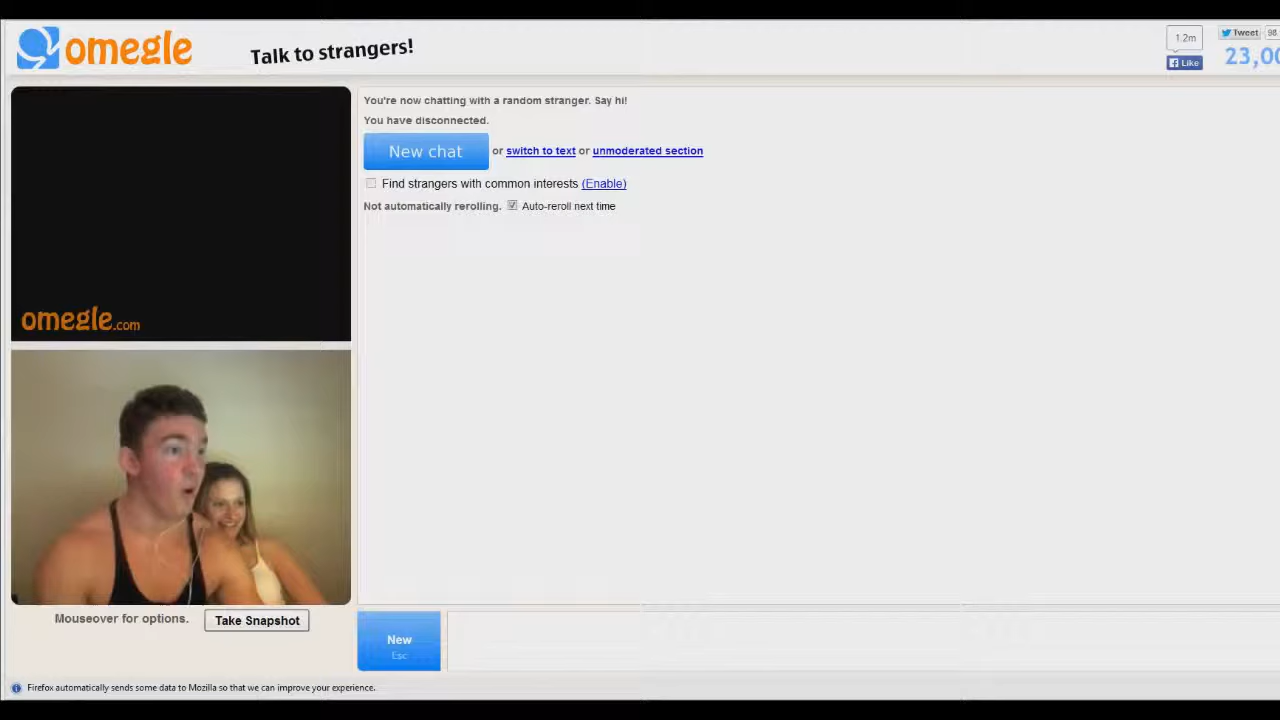 omegle
Talk to strangers!
1.2m
Like
Tweet
98.
23,00
You're now chatting with a random stranger. Say hi!
You have disconnected.
New chat or switch to text or unmoderated section
Find strangers with common interests (Enable)
Not automatically rerolling. Auto-reroll next time
omegle.com
Mouseover for options. Take Snapshot
New
Esc
Firefox automatically sends some data to Mozilla so that we can improve your experience.